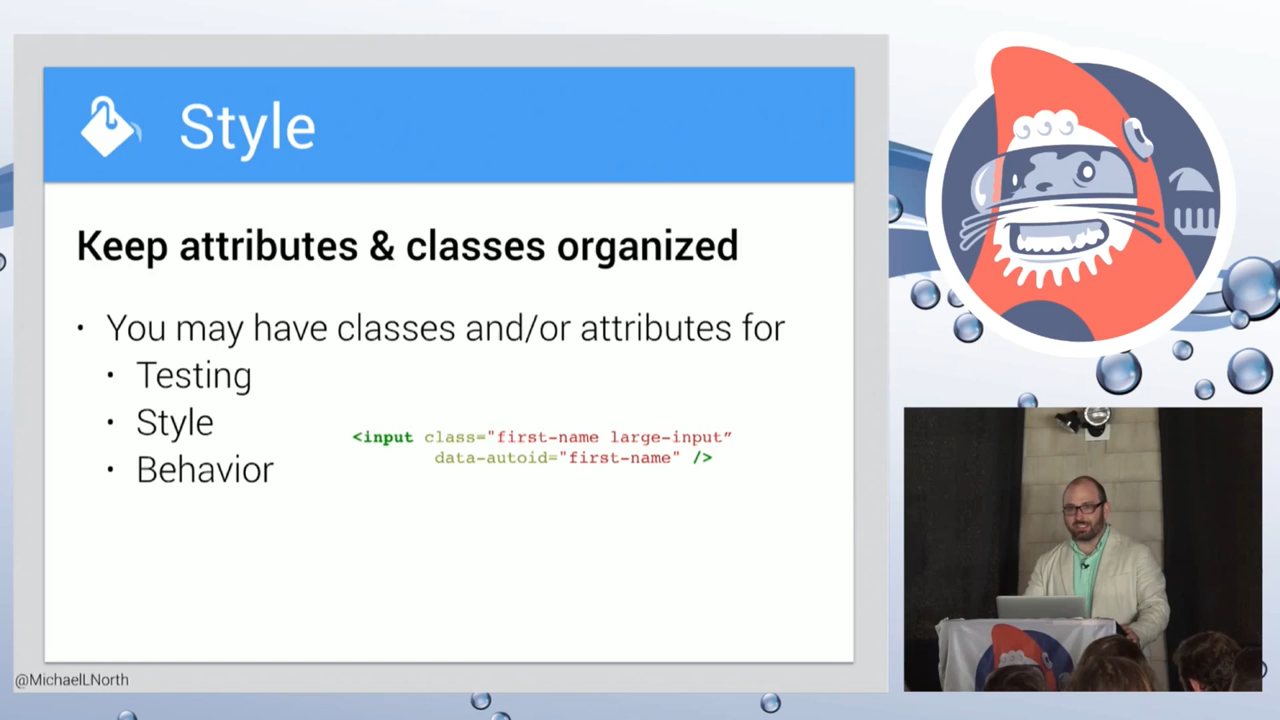 Style
Keep attributes & classes organized
• You may have classes and/or attributes for
• Testing
• Style
• Behavior
<input class="first-name large-input”
data-autoid="first-name" />
@MichaelLNorth